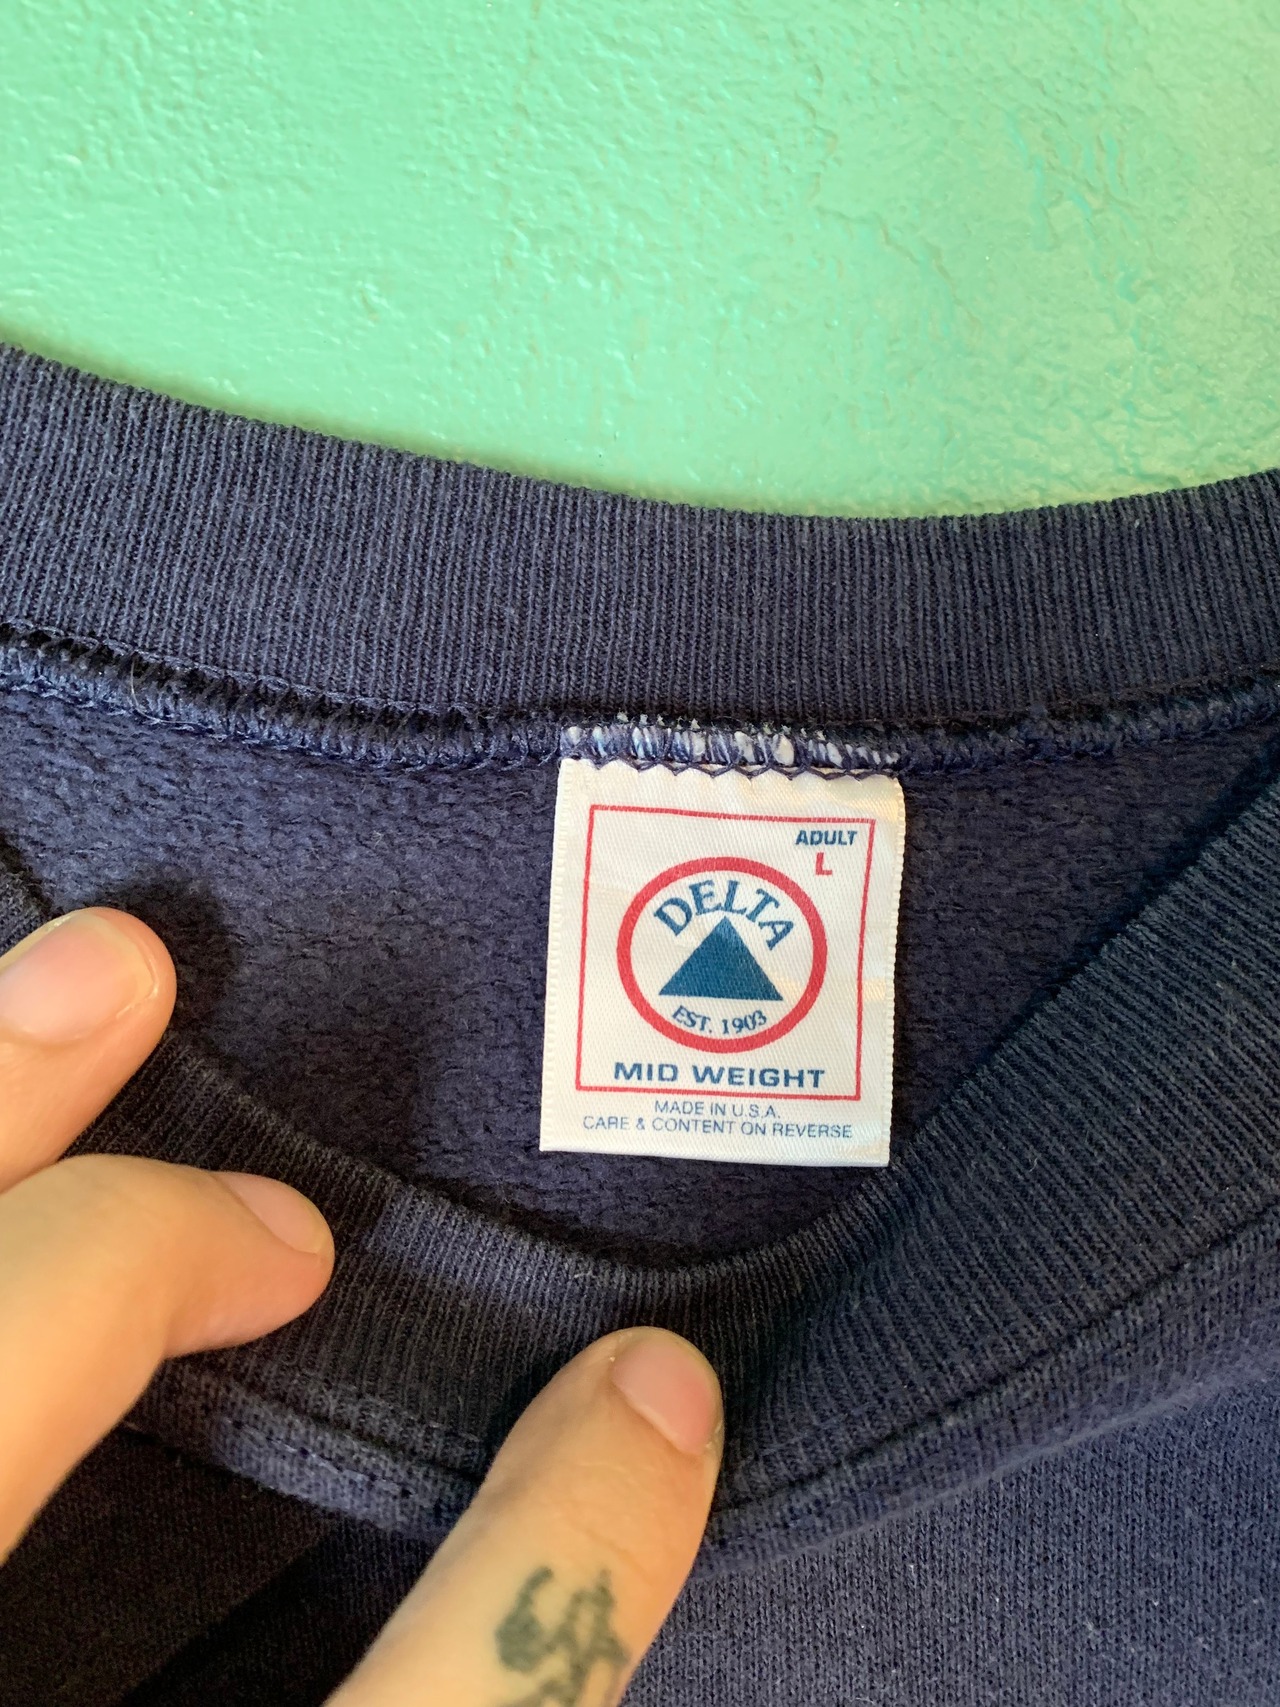 ADULT
L
DELTA
EST. 1903
MID WEIGHT
MADE IN U.S.A.
CARE & CONTENT ON REVERSE